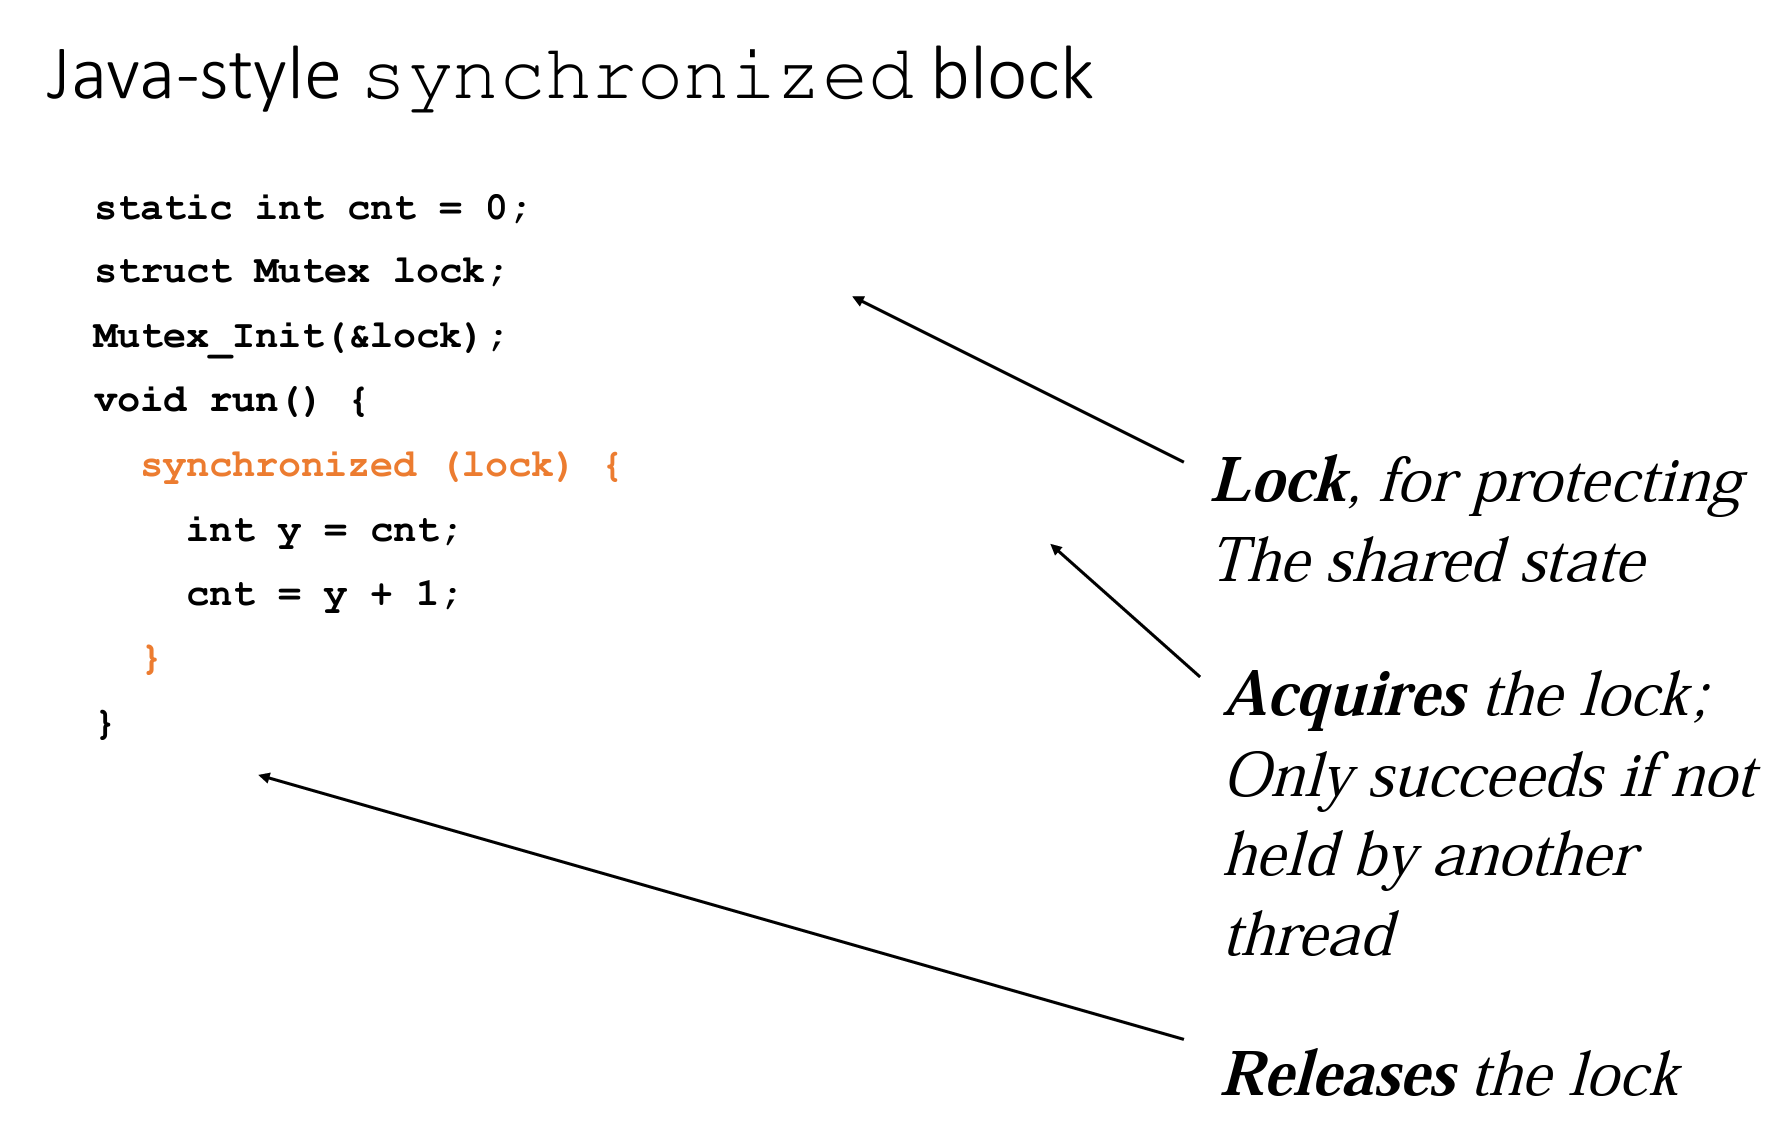 Java-style synchronized block
static int cnt = 0;
struct Mutex lock;
Mutex_Init(&lock);
void run() {
synchronized (lock) {
int y = cnt;
cnt = y + 1;
}
}
Lock, for protecting
The shared state
Acquires the lock;
Only succeeds if not
held by another
thread
Releases the lock